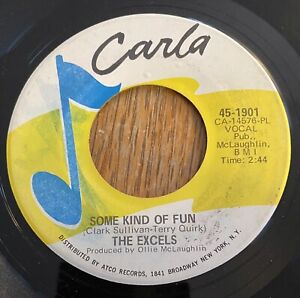 Carla
45-1901
CA-14576-PL
VOCAL
Pub.,
McLaughlin,
B M I
Time: 2:44
SOME KIND OF FUN
(Clark Sullivan-Terry Quirk)
THE EXCELS
Produced by Ollie McLaughlin
DISTRIBUTED BY ATCO RECORDS, 1841 BROADWAY NEW YORK, N.Y.